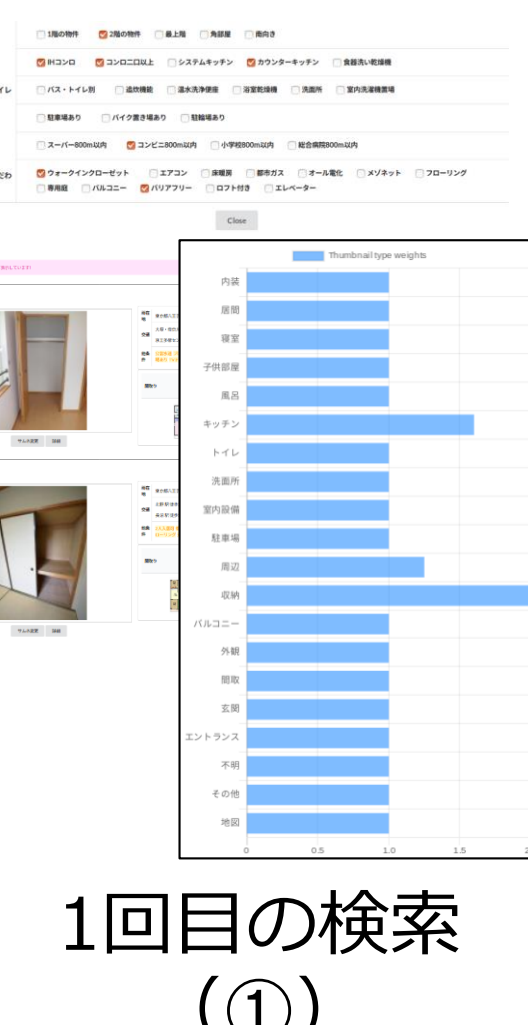 1階の物件 2階の物件 最上階 角部屋 南向き
IHコンロ コンロ二口以上 システムキッチン カウンターキッチン 食器洗い乾燥機
イレ バス・トイレ別 追炊機能 温水洗浄便座 浴室乾燥機 洗面所 室内洗濯機置場
駐車場あり バイク置き場あり 駐輪場あり
スーパー800m以内 コンビニ800m以内 小学校800m以内 総合病院800m以内
だわ ウォークインクローゼット エアコン 床暖房 都市ガス オール電化 メゾネット フローリング
専用庭 バルコニー バリアフリー ロフト付き エレベーター
Close
Thumbnail type weights
内装
居間
寝室
子供部屋
風呂
キッチン
トイレ
洗面所
室内設備
駐車場
周辺
収納
バルコニー
外観
間取
玄関
エントランス
不明
その他
地図
0 0.5 1.0 1.5
間取り
間取り
1回目の検索
（①）